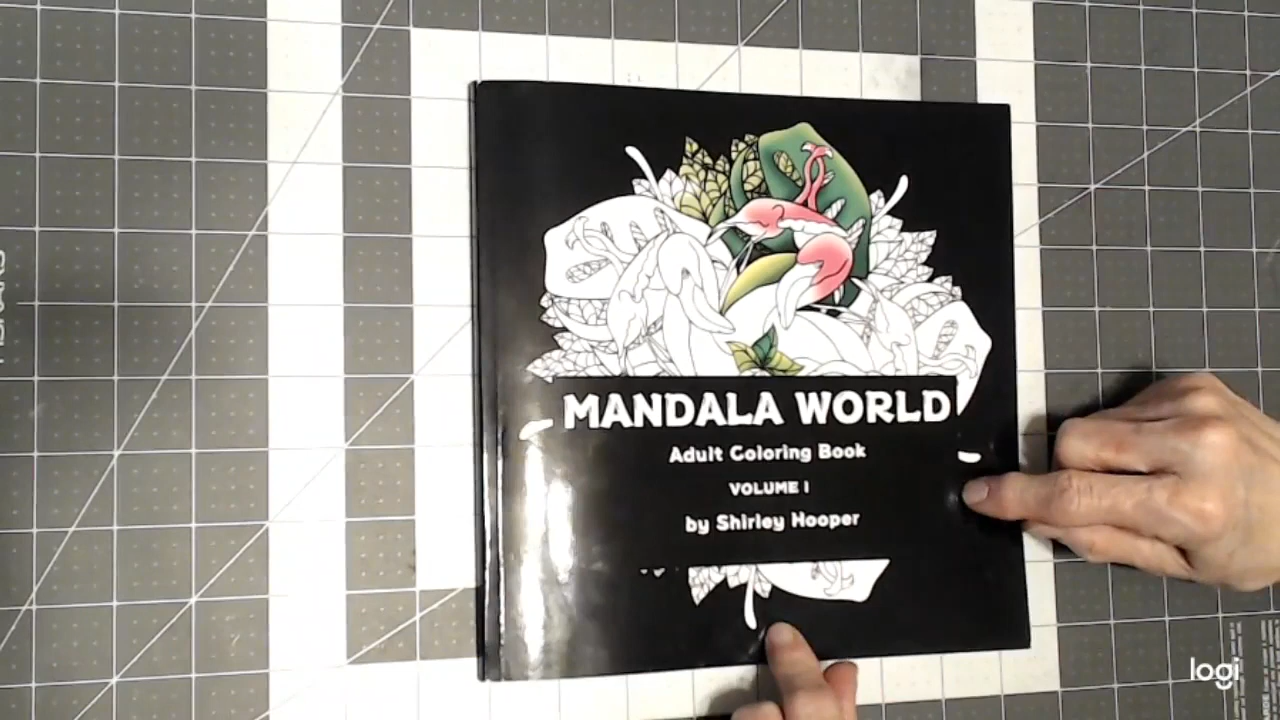 MANDALA WORLD
Adult Coloring Book
VOLUME I
by Shirley Hooper
logi